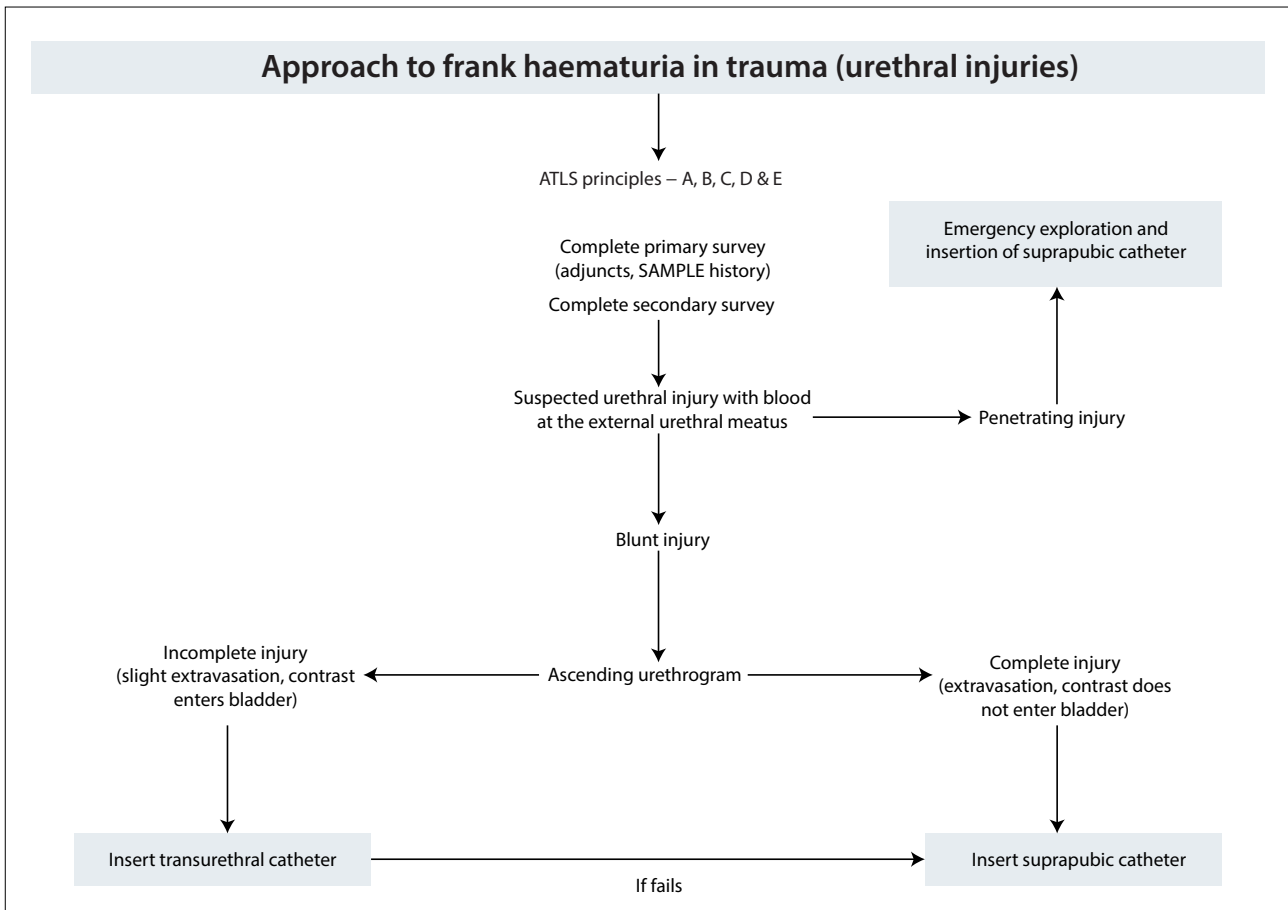 Approach to frank haematuria in trauma (urethral injuries)
ATLS principles – A, B, C, D & E
Complete primary survey
(adjuncts, SAMPLE history)
Complete secondary survey
Emergency exploration and
insertion of suprapubic catheter
Suspected urethral injury with blood
at the external urethral meatus
Penetrating injury
Blunt injury
Ascending urethrogram
Incomplete injury
(slight extravasation, contrast
enters bladder)
Complete injury
(extravasation, contrast does
not enter bladder)
Insert transurethral catheter
If fails
Insert suprapubic catheter